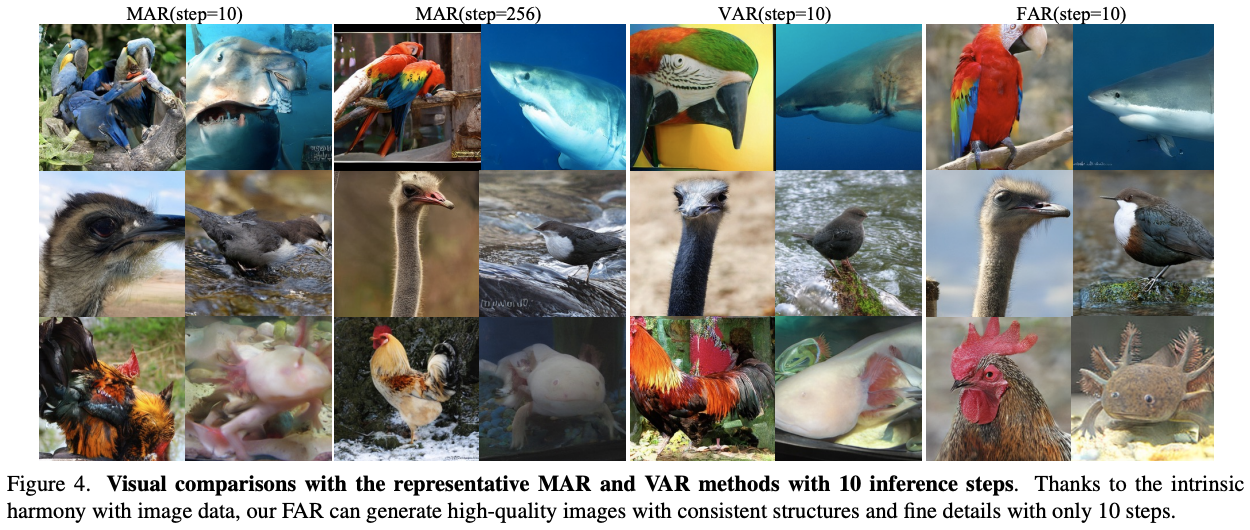 MAR(step=10) MAR(step=256) VAR(step=10) FAR(step=10)
Figure 4. Visual comparisons with the representative MAR and VAR methods with 10 inference steps. Thanks to the intrinsic
harmony with image data, our FAR can generate high-quality images with consistent structures and fine details with only 10 steps.